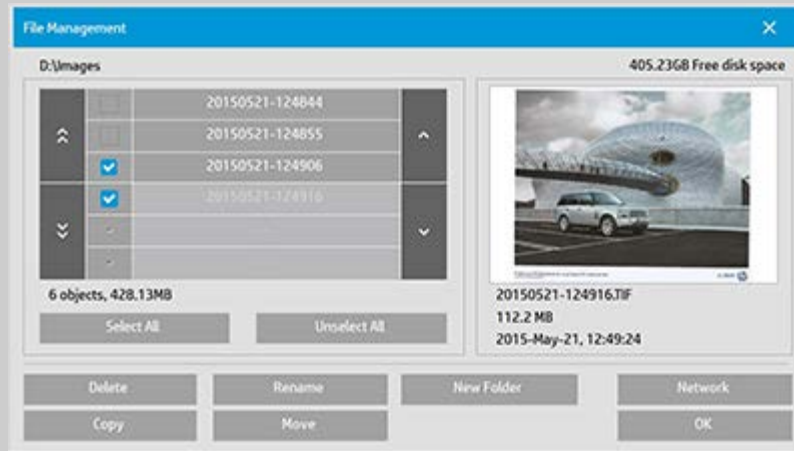 File Management
D:\Images
405.23GB Free disk space
20150521-124844
20150521-124855
20150521-124906
20150521-124916
6 objects, 428.13MB
Select All
Unselect All
20150521-124916.TIF
112.2 MB
2015-May-21, 12:49:24
Delete
Rename
New Folder
Network
Copy
Move
OK